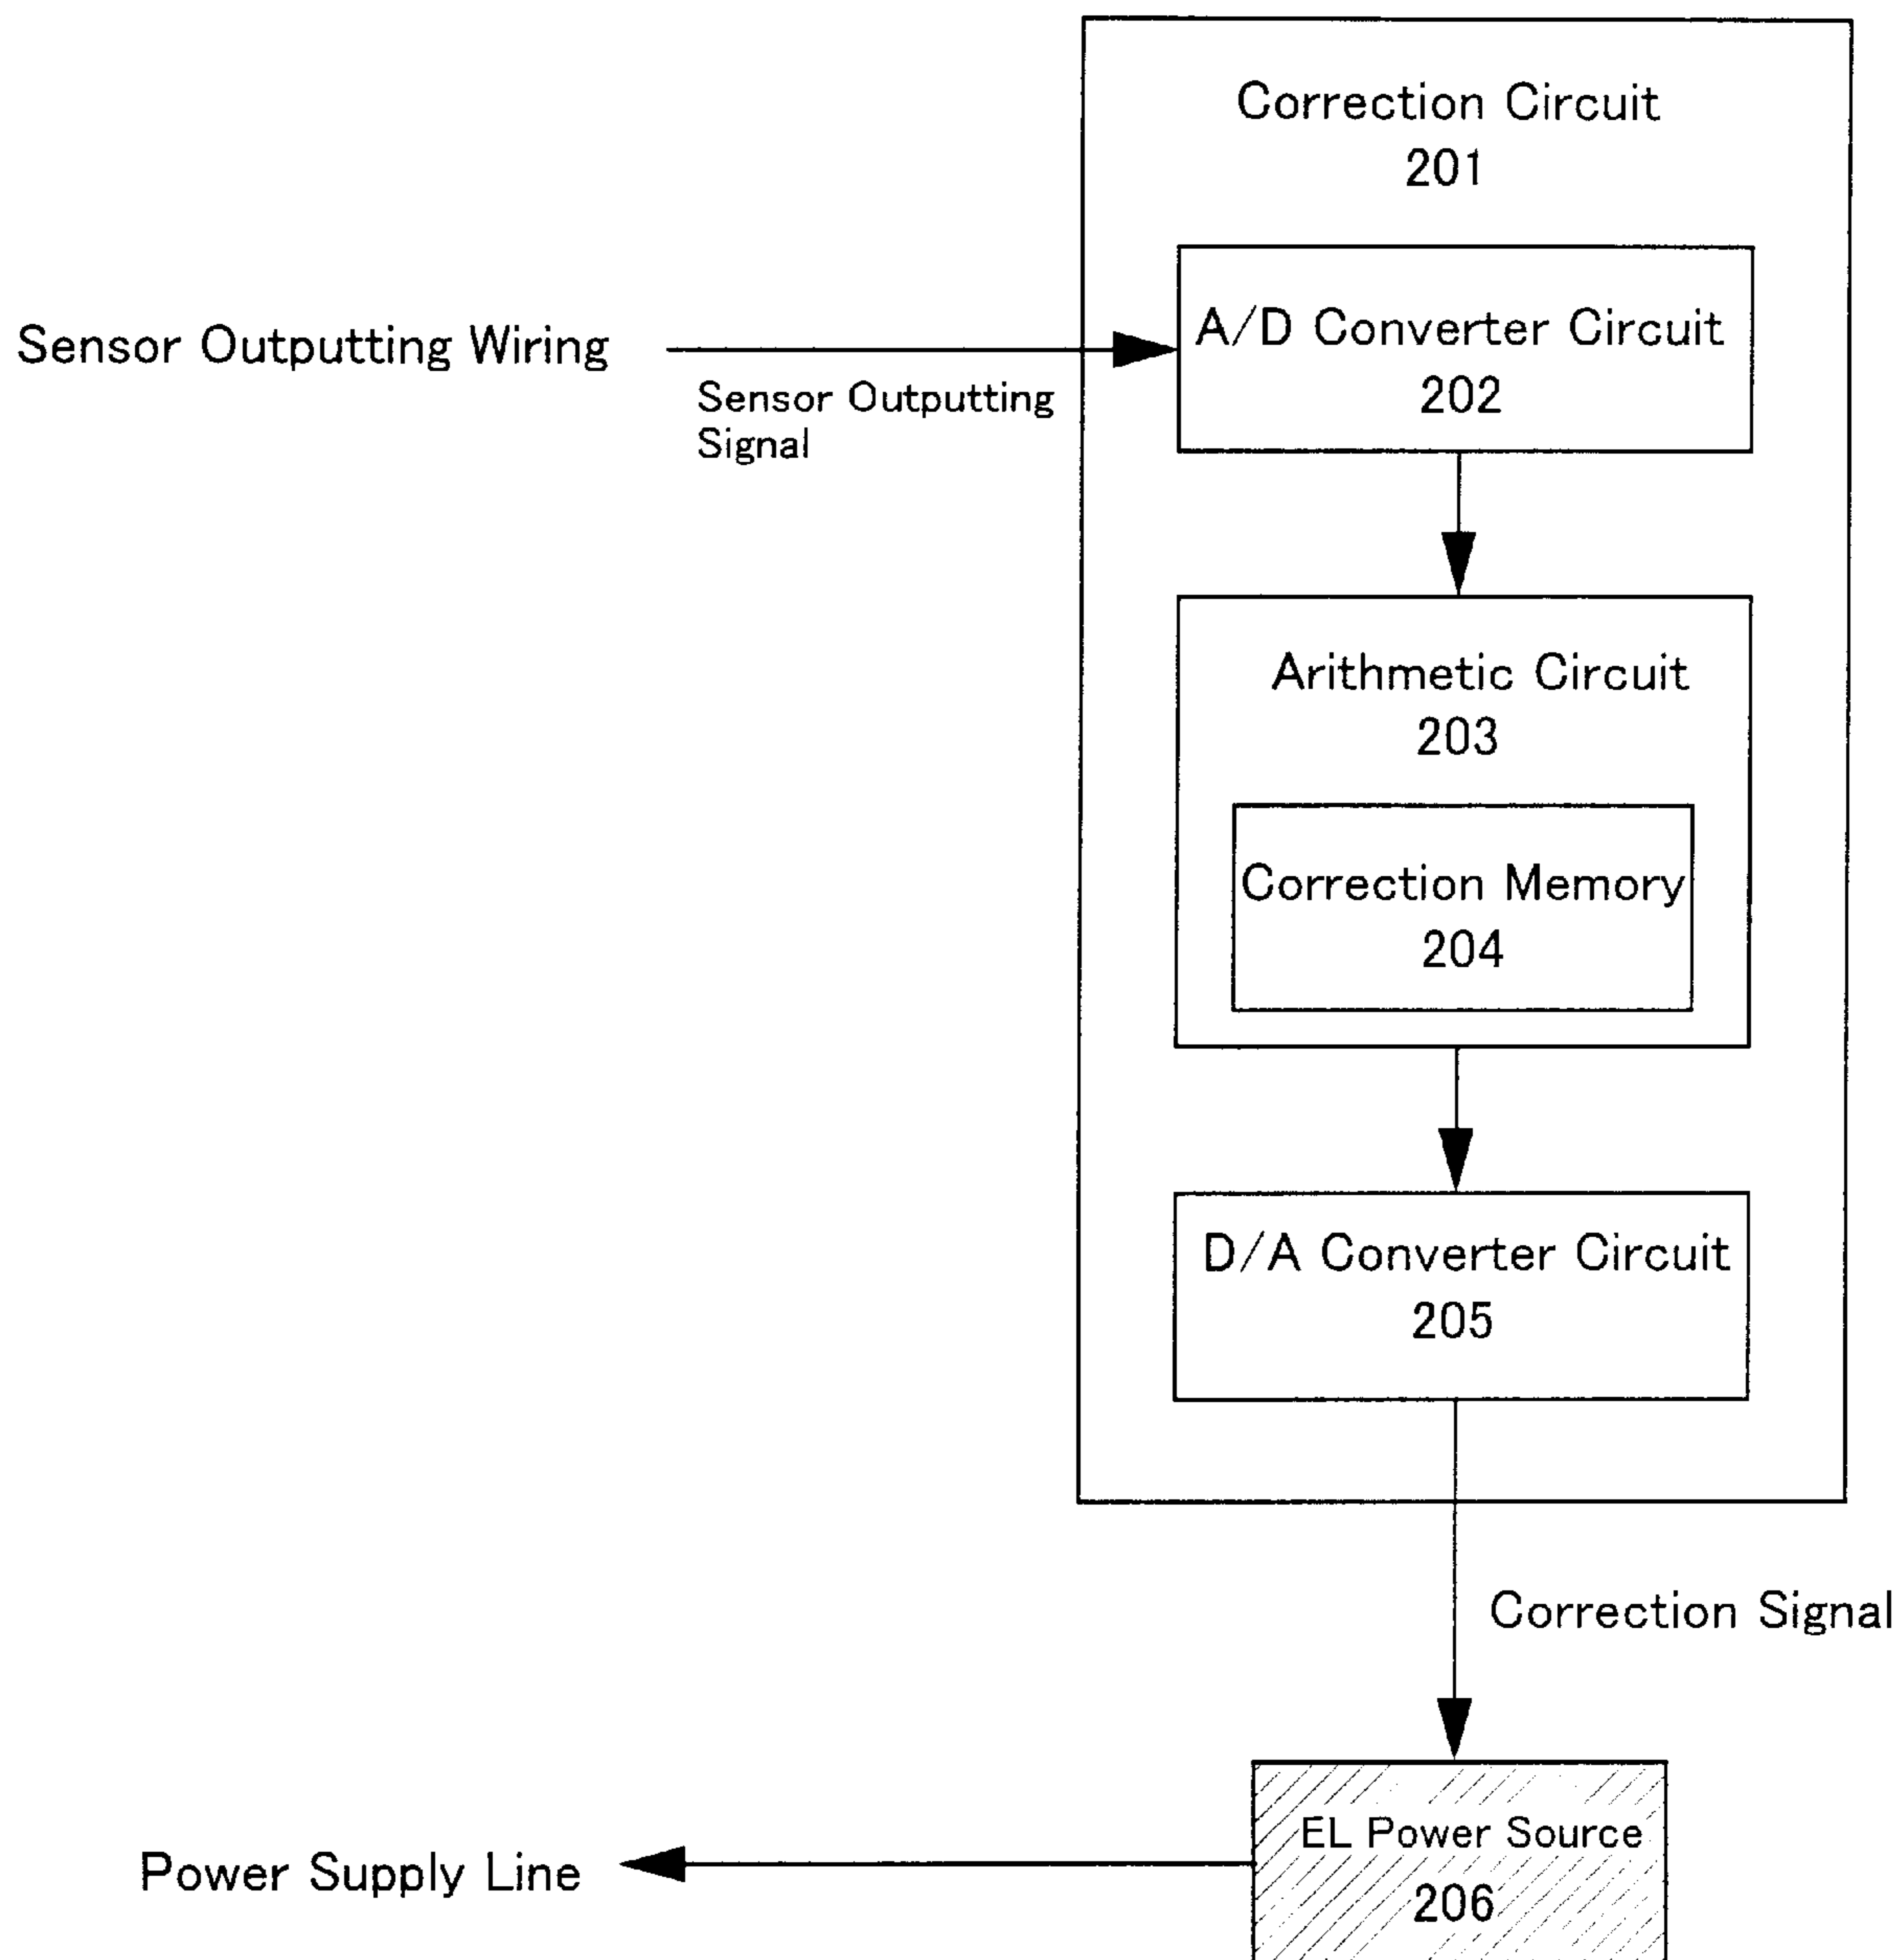 Correction Circuit
201
A/D Converter Circuit
202
Sensor Outputting Wiring
Sensor Outputting
Signal
Arithmetic Circuit
203
Correction Memory
204
D/A Converter Circuit
205
Correction Signal
EL Power Source
206
Power Supply Line